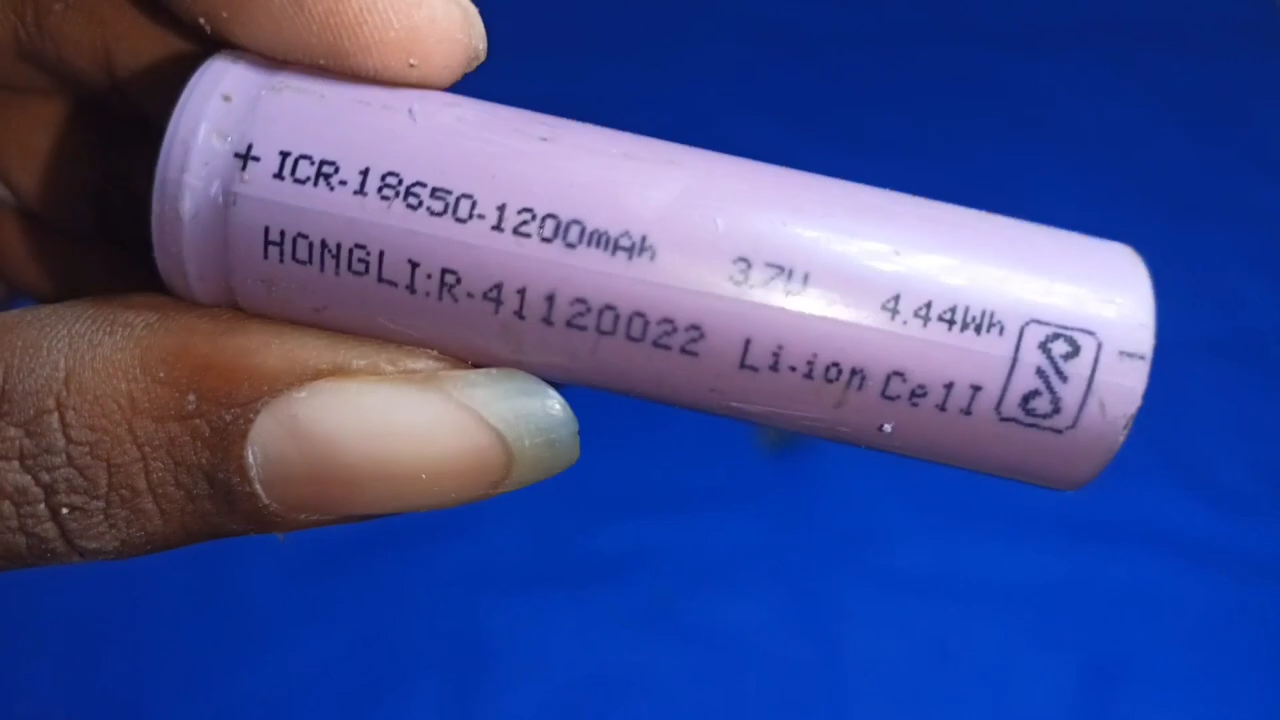 + ICR-18650-1200mAh 3.7V 4.44Wh -
HONGLI:R-41120022 Li-ion Cell